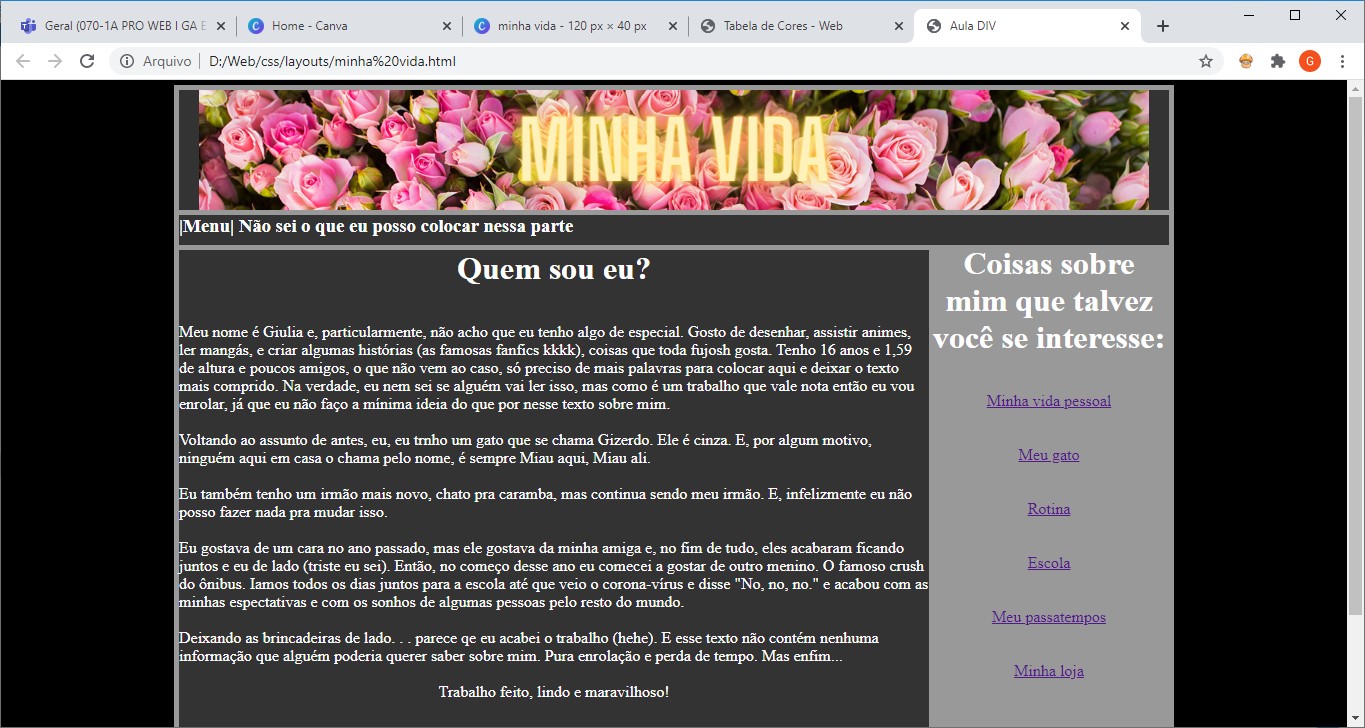 Geral (070-1A PRO WEB I GA E
Home - Canva
minha vida - 120 px × 40 px
Tabela de Cores - Web
Aula DIV
Arquivo
D:/Web/css/layouts/minha%20vida.html
G
MINHA VIDA
|Menu| Não sei o que eu posso colocar nessa parte
Quem sou eu?
Meu nome é Giulia e, particularmente, não acho que eu tenho algo de especial. Gosto de desenhar, assistir animes,
ler mangás, e criar algumas histórias (as famosas fanfics kkkk), coisas que toda fujosh gosta. Tenho 16 anos e 1,59
de altura e poucos amigos, o que não vem ao caso, só preciso de mais palavras para colocar aqui e deixar o texto
mais comprido. Na verdade, eu nem sei se alguém vai ler isso, mas como é um trabalho que vale nota então eu vou
enrolar, já que eu não faço a mínima ideia do que por nesse texto sobre mim.
Voltando ao assunto de antes, eu, eu trnho um gato que se chama Gizerdo. Ele é cinza. E, por algum motivo,
ninguém aqui em casa o chama pelo nome, é sempre Miau aqui, Miau ali.
Eu também tenho um irmão mais novo, chato pra caramba, mas continua sendo meu irmão. E, infelizmente eu não
posso fazer nada pra mudar isso.
Eu gostava de um cara no ano passado, mas ele gostava da minha amiga e, no fim de tudo, eles acabaram ficando
juntos e eu de lado (triste eu sei). Então, no começo desse ano eu comecei a gostar de outro menino. O famoso crush
do ônibus. Iamos todos os dias juntos para a escola até que veio o corona-vírus e disse "No, no, no." e acabou com as
minhas espectativas e com os sonhos de algumas pessoas pelo resto do mundo.
Deixando as brincadeiras de lado. . . parece qe eu acabei o trabalho (hehe). E esse texto não contém nenhuma
informação que alguém poderia querer saber sobre mim. Pura enrolação e perda de tempo. Mas enfim...
Trabalho feito, lindo e maravilhoso!
Coisas sobre
mim que talvez
você se interesse:
Minha vida pessoal
Meu gato
Rotina
Escola
Meu passatempos
Minha loja